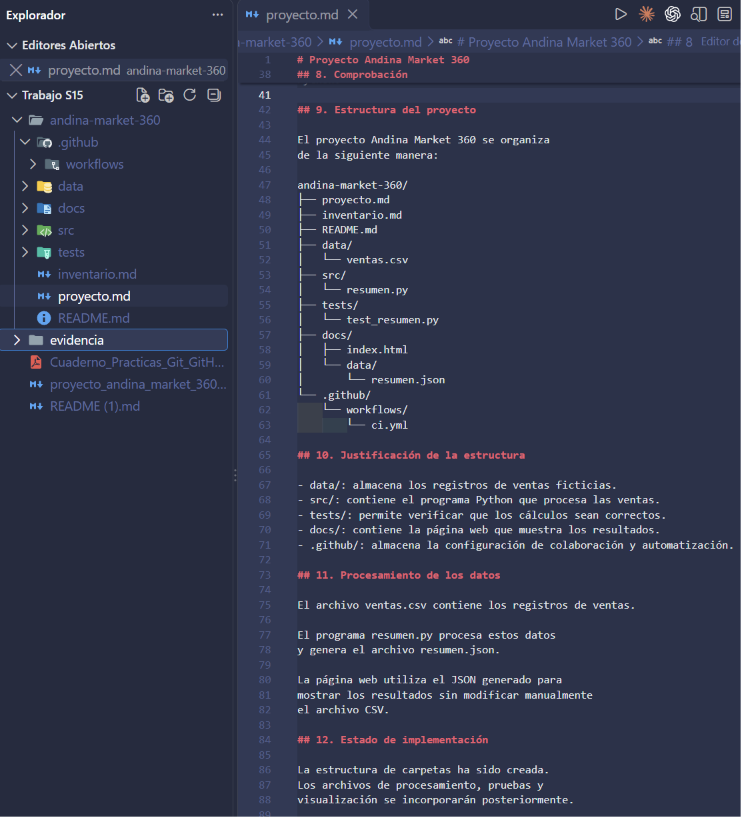 Explorador
Editores Abiertos
proyecto.md andina-market-360
Trabajo S15
andina-market-360
.github
workflows
data
docs
src
tests
inventario.md
proyecto.md
README.md
evidencia
Cuaderno_Practicas_Git_GitH...
proyecto_andina_market_360...
README (1).md
proyecto.md
-market-360 > proyecto.md > # Proyecto Andina Market 360 > ## 8 Editor d
1 # Proyecto Andina Market 360
38 ## 8. Comprobación
41
42 ## 9. Estructura del proyecto
43
44 El proyecto Andina Market 360 se organiza
45 de la siguiente manera:
46
47 andina-market-360/
48 ├── proyecto.md
49 ├── inventario.md
50 ├── README.md
51 ├── data/
52 │   └── ventas.csv
53 ├── src/
54 │   └── resumen.py
55 ├── tests/
56 │   └── test_resumen.py
57 ├── docs/
58 │   ├── index.html
59 │   └── data/
60 │       └── resumen.json
61 └── .github/
62     └── workflows/
63         └── ci.yml
64
65 ## 10. Justificación de la estructura
66
67 - data/: almacena los registros de ventas ficticias.
68 - src/: contiene el programa Python que procesa las ventas.
69 - tests/: permite verificar que los cálculos sean correctos.
70 - docs/: contiene la página web que muestra los resultados.
71 - .github/: almacena la configuración de colaboración y automatización.
72
73 ## 11. Procesamiento de los datos
74
75 El archivo ventas.csv contiene los registros de ventas.
76
77 El programa resumen.py procesa estos datos
78 y genera el archivo resumen.json.
79
80 La página web utiliza el JSON generado para
81 mostrar los resultados sin modificar manualmente
82 el archivo CSV.
83
84 ## 12. Estado de implementación
85
86 La estructura de carpetas ha sido creada.
87 Los archivos de procesamiento, pruebas y
88 visualización se incorporarán posteriormente.
89